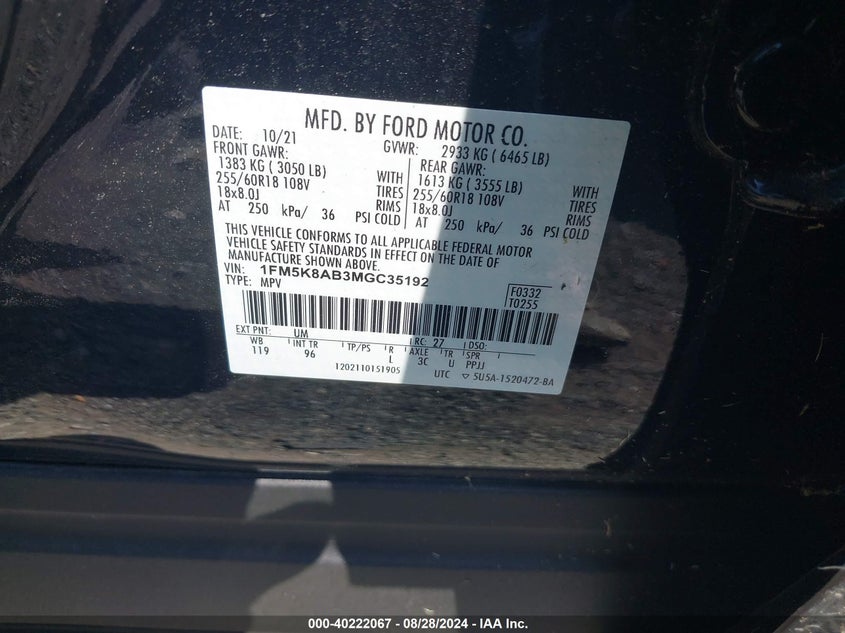 MFD. BY FORD MOTOR CO.
DATE: 10/21 GVWR: 2933 KG ( 6465 LB)
FRONT GAWR: REAR GAWR:
1383 KG ( 3050 LB) WITH 1613 KG ( 3555 LB) WITH
255/60R18 108V TIRES 255/60R18 108V TIRES
18x8.0J RIMS 18x8.0J RIMS
AT 250 kPa/ 36 PSI COLD AT 250 kPa/ 36 PSI COLD
THIS VEHICLE CONFORMS TO ALL APPLICABLE FEDERAL MOTOR
VEHICLE SAFETY STANDARDS IN EFFECT ON THE DATE OF
MANUFACTURE SHOWN ABOVE.
VIN: 1FM5K8AB3MGC35192 F0332
TYPE: MPV T0255
EXT PNT: UM RC: 27 DSO:
WB INT TR TP/PS R AXLE TR SPR
119 96 L 3C U PPJJ
1202110151905 UTC ▽ 5U5A-1520472-BA
000-40222067 - 08/28/2024 - IAA Inc.